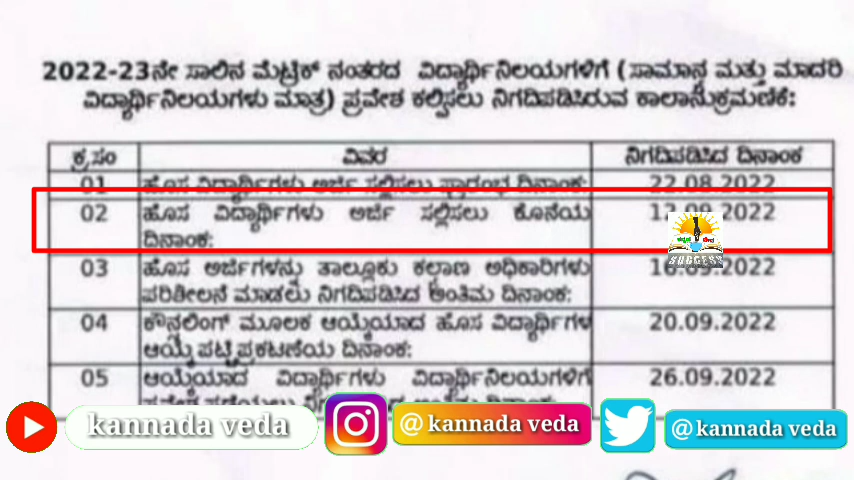 2022-23ನೇ ಸಾಲಿನ ಮೆಟ್ರಿಕ್ ನಂತರದ ವಿದ್ಯಾರ್ಥಿನಿಲಯಗಳಿಗೆ (ಸಾಮಾನ್ಯ ಮತ್ತು ಮಾದರಿ
ವಿದ್ಯಾರ್ಥಿನಿಲಯಗಳು ಮಾತ್ರ) ಪ್ರವೇಶ ಕಲ್ಪಿಸಲು ನಿಗದಿಪಡಿಸಿರುವ ಕಾಲಾನುಕ್ರಮಣಿಕೆ:
ಕ್ರ.ಸಂ ವಿವರ ನಿಗದಿಪಡಿಸಿದ ದಿನಾಂಕ
01 ಹೊಸ ವಿದ್ಯಾರ್ಥಿಗಳು ಅರ್ಜಿ ಸಲ್ಲಿಸಲು ಪ್ರಾರಂಭ ದಿನಾಂಕ: 22.08.2022
02 ಹೊಸ ವಿದ್ಯಾರ್ಥಿಗಳು ಅರ್ಜಿ ಸಲ್ಲಿಸಲು ಕೊನೆಯ
ದಿನಾಂಕ:
03 ಹೊಸ ಅರ್ಜಿಗಳನ್ನು ತಾಲ್ಲೂಕು ಕಲ್ಯಾಣ ಅಧಿಕಾರಿಗಳು 16.09.2022
ಪರಿಶೀಲನೆ ಮಾಡಲು ನಿಗದಿಪಡಿಸಿದ ಅಂತಿಮ ದಿನಾಂಕ:
04 ಕೌನ್ಸಲಿಂಗ್ ಮೂಲಕ ಆಯ್ಕೆಯಾದ ಹೊಸ ವಿದ್ಯಾರ್ಥಿಗಳ 20.09.2022
ಆಯ್ಕೆ ಪಟ್ಟಿ ಪ್ರಕಟಣೆಯ ದಿನಾಂಕ:
05 ಆಯ್ಕೆಯಾದ ವಿದ್ಯಾರ್ಥಿಗಳು ವಿದ್ಯಾರ್ಥಿನಿಲಯಗಳಿಗೆ 26.09.2022
kannada veda
@kannada veda
@kannada veda